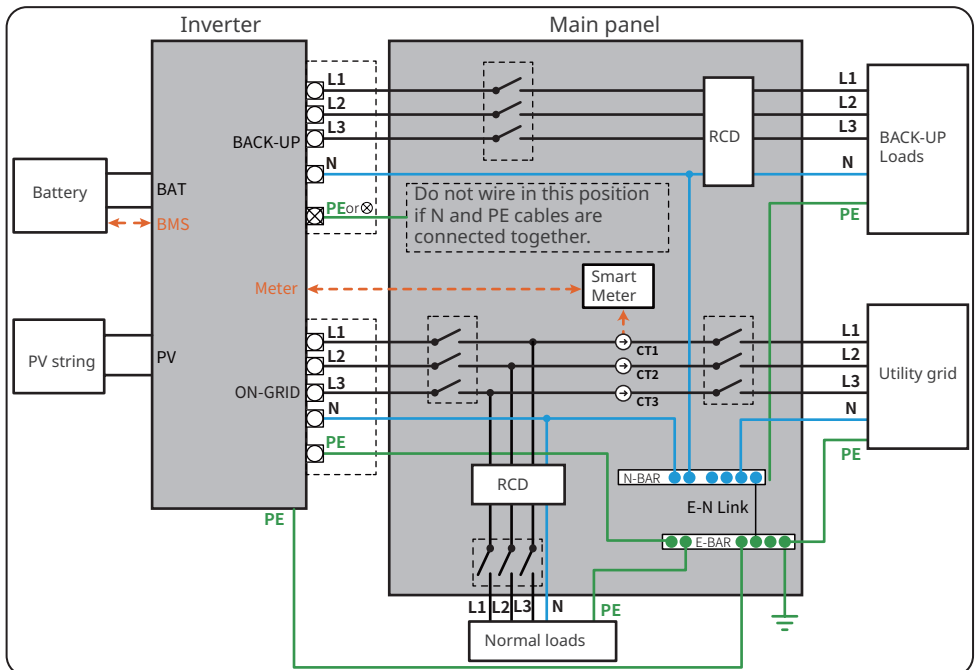 Inverter
Main panel
L1
L2
L3
BACK-UP
N
PE or
RCD
L1
L2
L3
N
PE
BACK-UP
Loads
Battery
BAT
BMS
Do not wire in this position
if N and PE cables are
connected together.
Meter
Smart
Meter
PV string
PV
L1
L2
L3
ON-GRID
N
PE
CT1
CT2
CT3
L1
L2
L3
N
PE
Utility grid
RCD
N-BAR
E-N Link
E-BAR
PE
L1
L2
L3
N
PE
Normal loads